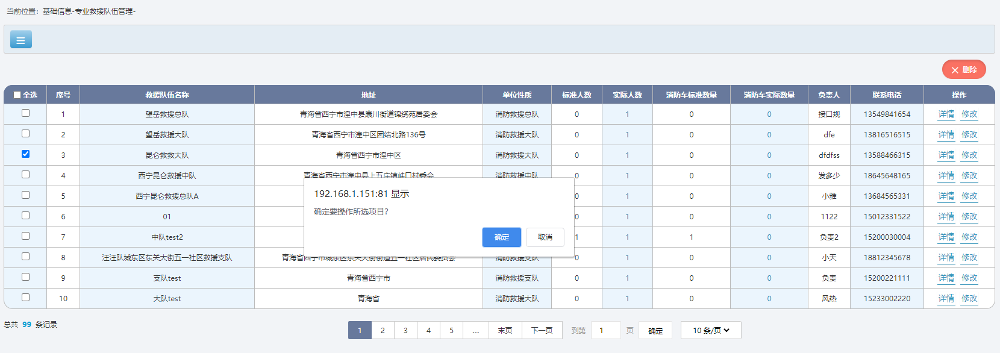 当前位置：基础信息-专业救援队伍管理-
删除
全选 序号 救援队伍名称 地址 单位性质 标准人数 实际人数 消防车标准数量 消防车实际数量 负责人 联系电话 操作
1 望岳救援总队 青海省西宁市湟中县康川街道锦绣苑居委会 消防救援总队 0 1 0 0 接口规 13549841654 详情 修改
2 望岳救援大队 青海省西宁市湟中区团结北路136号 消防救援大队 0 1 0 0 dfe 13816516515 详情 修改
3 昆仑救救大队 青海省西宁市湟中区 消防救援大队 0 1 0 0 dfdfss 13588466315 详情 修改
4 西宁昆仑救援中队 青海省西宁市湟中县上五庄镇峡口村委会 消防救援中队 0 1 0 0 发多少 18645648165 详情 修改
192.168.1.151:81 显示
5 西宁昆仑救援总队A 0 1 0 0 小雅 13684565331 详情 修改
确定要操作所选项目？
6 01 0 1 0 0 1122 15012331522 详情 修改
确定 取消
7 中队test2 1 1 1 0 负责2 15200030004 详情 修改
8 汪汪队城东区东关大街五一社区救援支队 青海省西宁市城东区东关大街街道五一社区居民委员会 消防救援支队 0 1 0 0 小天 18812345678 详情 修改
9 支队test 青海省西宁市 消防救援支队 0 1 0 0 负责 15200221111 详情 修改
10 大队test 青海省 消防救援大队 0 1 0 0 风热 15233002220 详情 修改
总共 99 条记录
1 2 3 4 5 ... 末页 下一页 到第 1 页 确定 10 条/页